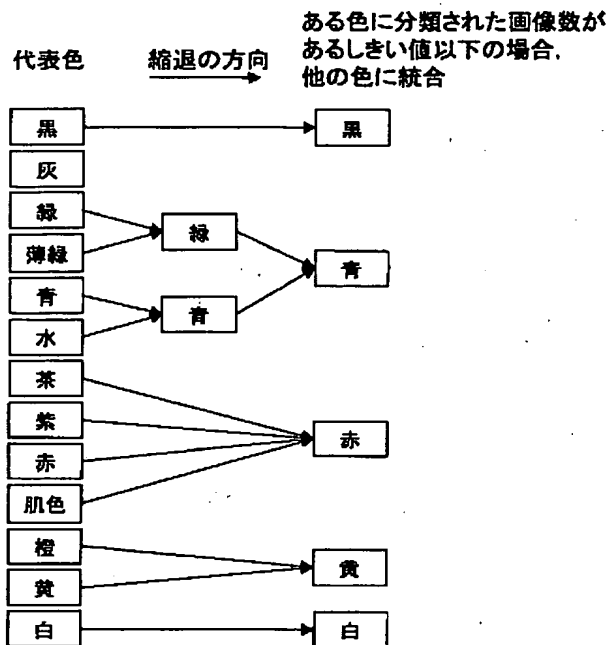 ある色に分類された画像数が
あるしきい値以下の場合,
他の色に統合
代表色
縮退の方向
黒
灰
緑
薄緑
青
水
茶
紫
赤
肌色
橙
黄
白
緑
青
黒
青
赤
黄
白